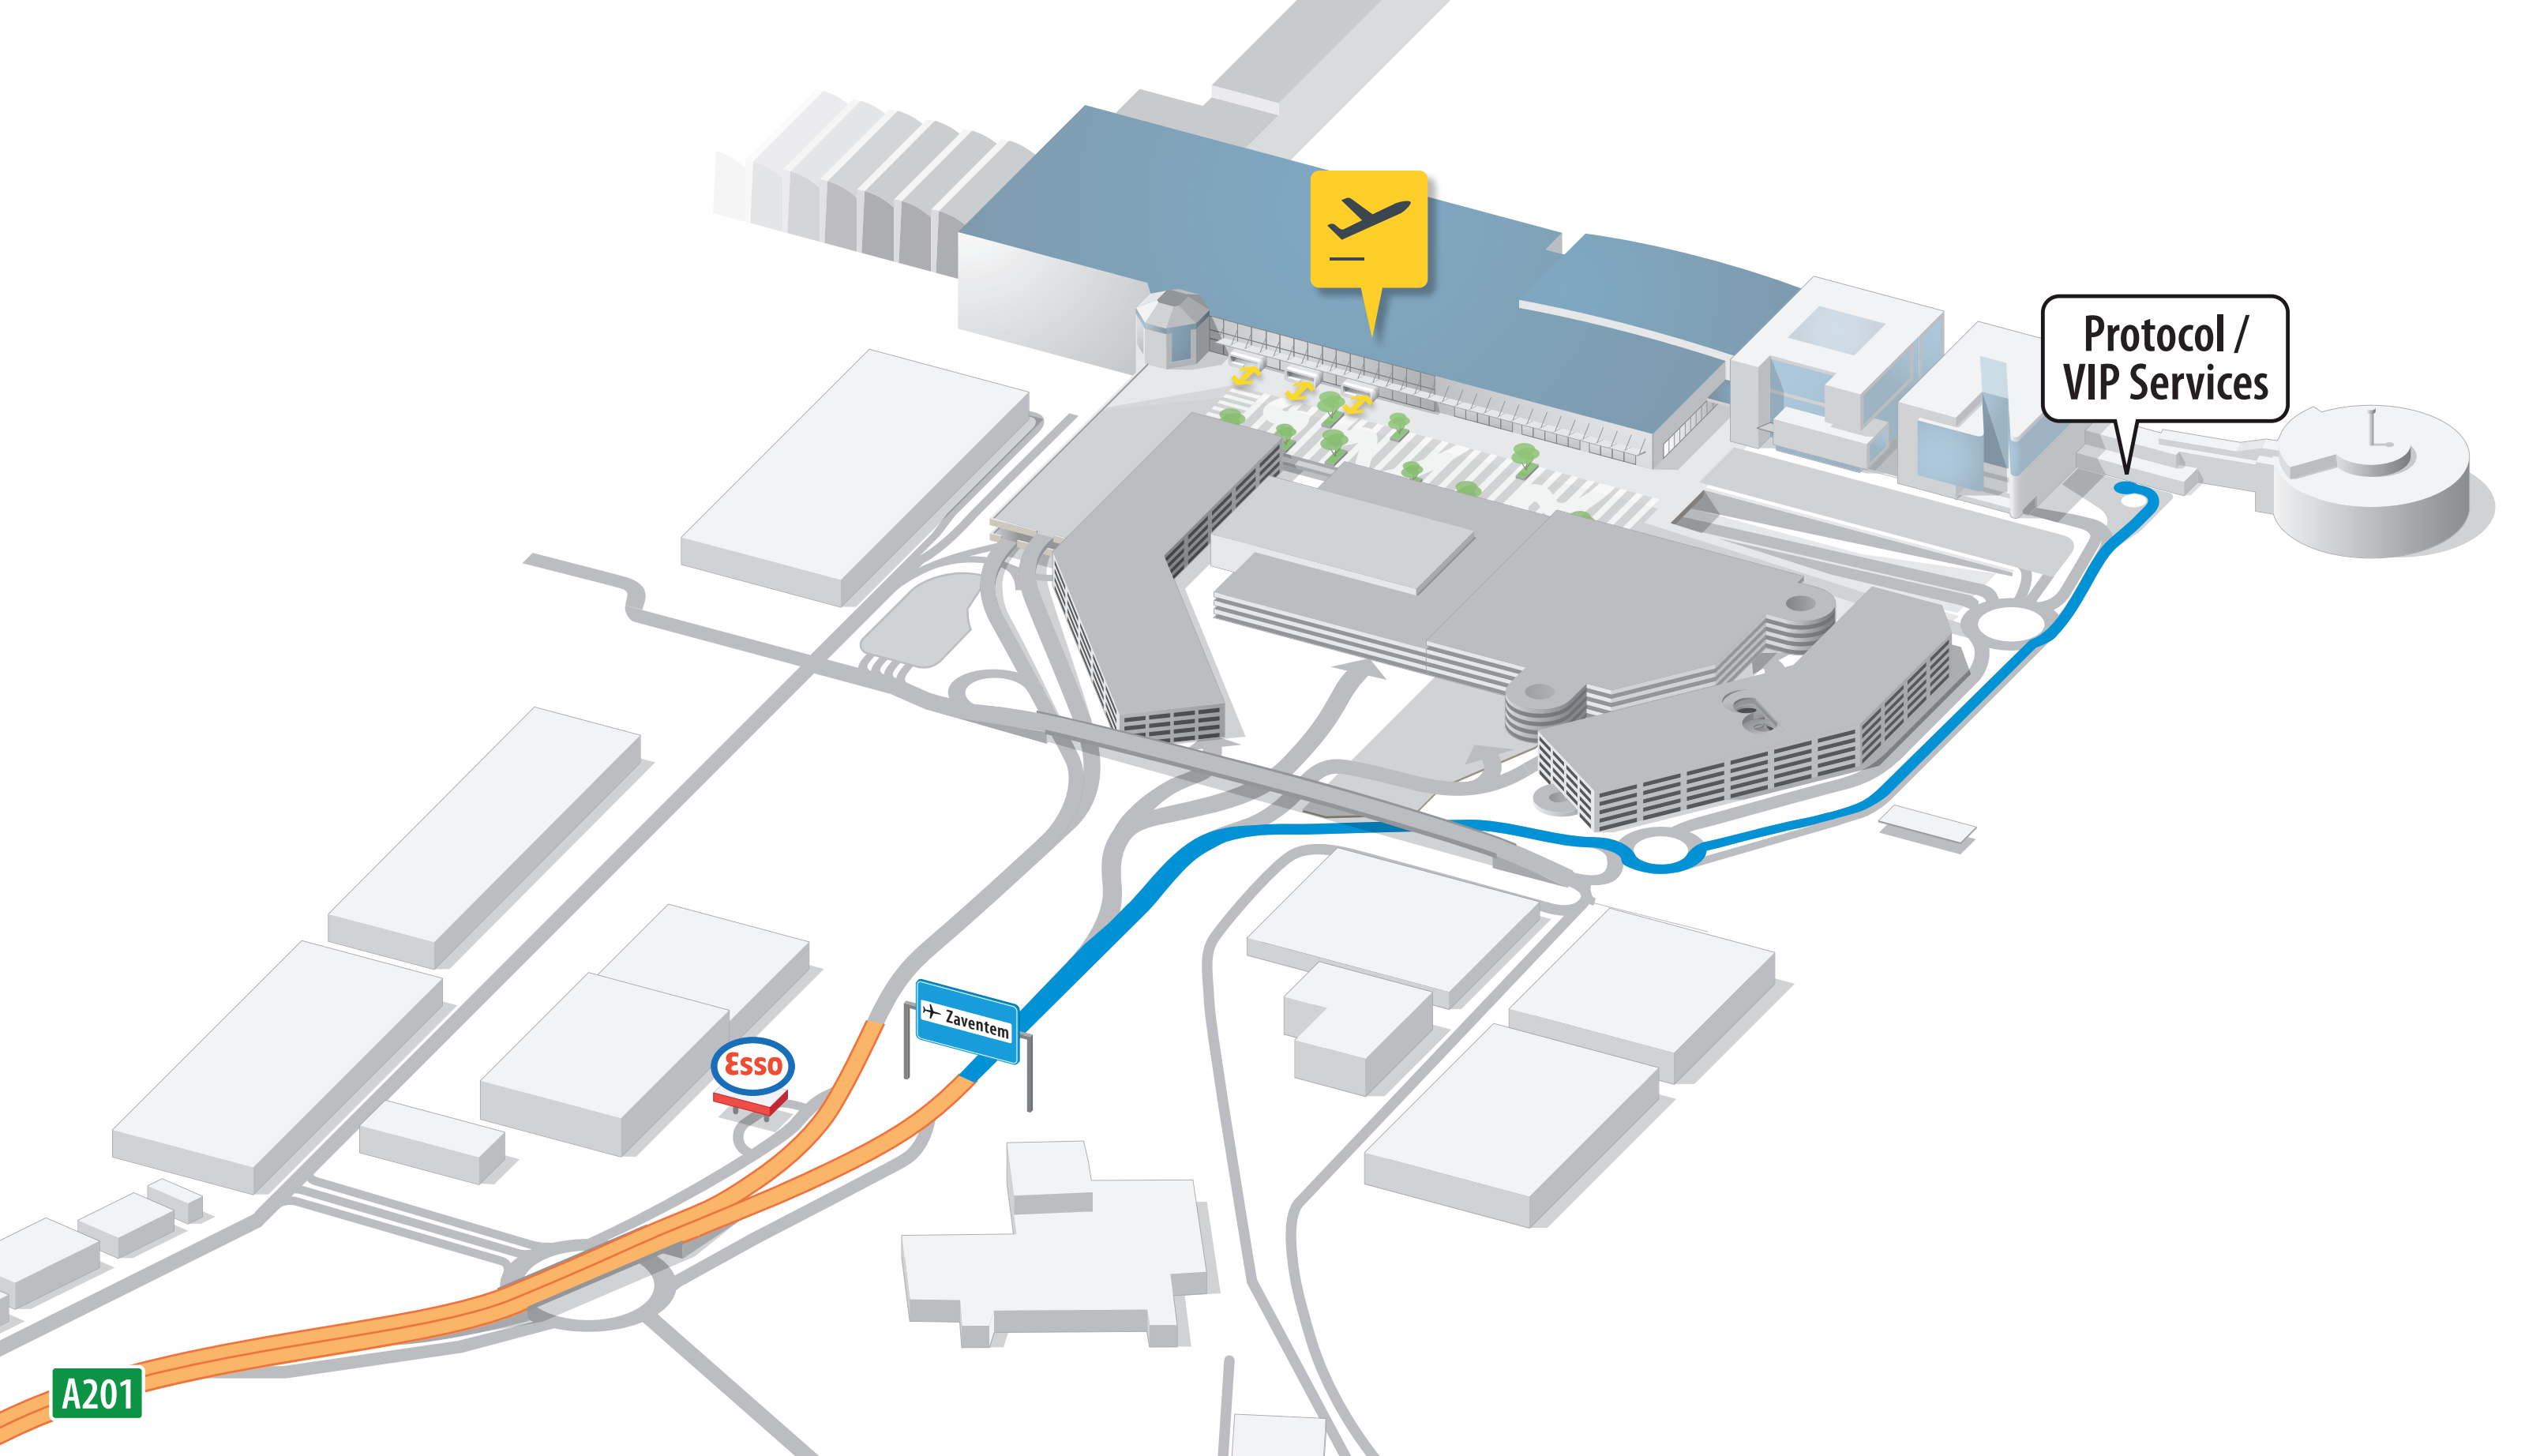 Protocol /
VIP Services
Zaventem
Esso
A201